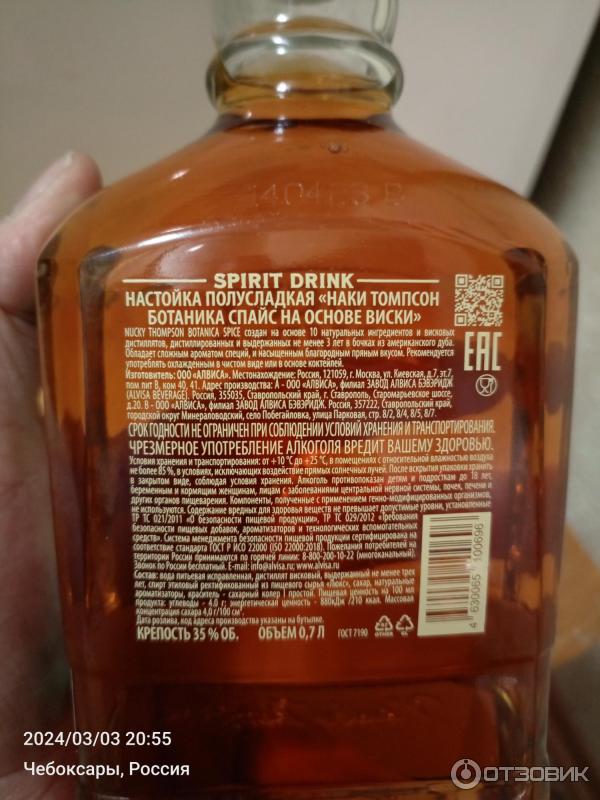 SPIRIT DRINK
НАСТОЙКА ПОЛУСЛАДКАЯ «НАКИ ТОМПСОН
БОТАНИКА СПАЙС НА ОСНОВЕ ВИСКИ»
NUCKY THOMPSON BOTANICA SPICE создан на основе 10 натуральных ингредиентов и висковых
дистиллятов, дистиллированных и выдержанных не менее 3 лет в бочках из американского дуба.
Обладает сложным ароматом специй, и насыщенным благородным пряным вкусом. Рекомендуется
употреблять охлажденным в чистом виде или в основе коктейлей.
Изготовитель: ООО «АЛВИСА». Местонахождение: Россия, 121059, г. Москва, ул. Киевская, д.7, эт.7,
пом пит В, ком 40, 41. Адрес производства: А - ООО «АЛВИСА», филиал ЗАВОД АЛВИСА БЭВЭРИДЖ
(ALVISA BEVERAGE). Россия, 355035, Ставропольский край, г. Ставрополь, Старомарьевское шоссе,
д.20. В - ООО «АЛВИСА», филиал ЗАВОД АЛВИСА БЭВЭРИДЖ. Россия, 357222, Ставропольский край,
городской округ Минераловодский, село Побегайловка, улица Парковая, стр. 8/2, 8/4, 8/5, 8/7.
СРОК ГОДНОСТИ НЕ ОГРАНИЧЕН ПРИ СОБЛЮДЕНИИ УСЛОВИЙ ХРАНЕНИЯ И ТРАНСПОРТИРОВАНИЯ.
ЧРЕЗМЕРНОЕ УПОТРЕБЛЕНИЕ АЛКОГОЛЯ ВРЕДИТ ВАШЕМУ ЗДОРОВЬЮ.
Условия хранения и транспортирования: от +10°С до +25°С, в помещениях с относительной влажностью воздуха
не более 85 %, в условиях, исключающих воздействие прямых солнечных лучей. После вскрытия упаковки хранить
в закрытом виде, соблюдая условия хранения. Алкоголь противопоказан детям и подросткам до 18 лет,
беременным и кормящим женщинам, лицам с заболеваниями центральной нервной системы, почек, печени и
других органов пищеварения. Компоненты, полученные с применением генно-модифицированных организмов,
не используются. Содержание вредных для здоровья веществ не превышает допустимые уровни, установленные
ТР ТС 021/2011 «О безопасности пищевой продукции», ТР ТС 029/2012 «Требования
безопасности пищевых добавок, ароматизаторов и технологических вспомогательных
средств». Система менеджмента безопасности пищевой продукции сертифицирована на
соответствие стандарта ГОСТ Р ИСО 22000 (ISO 22000:2018). Пожелания потребителей на
территории России принимаются по горячей линии: 8-800-200-10-22 (многоканальный).
Звонок по России бесплатный. E-mail: info@alvisa.ru, www.alvisa.ru
Состав: вода питьевая исправленная, дистиллят висковый, выдержанный не менее трех
лет, спирт этиловый ректификованный из пищевого сырья «Люкс», сахар, натуральные
ароматизаторы, краситель - сахарный колер I простой. Пищевая ценность на 100 мл
продукта: углеводы - 4,0 г; энергетическая ценность - 880кДж /210 ккал. Массовая
концентрация сахара 4,0 г/100 см³.
Дата розлива, код адреса производства указаны на бутылке.
КРЕПОСТЬ 35 % ОБ. ОБЪЕМ 0,7 Л ГОСТ 7190
EAC
4 630065 100696
OTHER GL
2024/03/03 20:55
Чебоксары, Россия
ОТЗОВИК